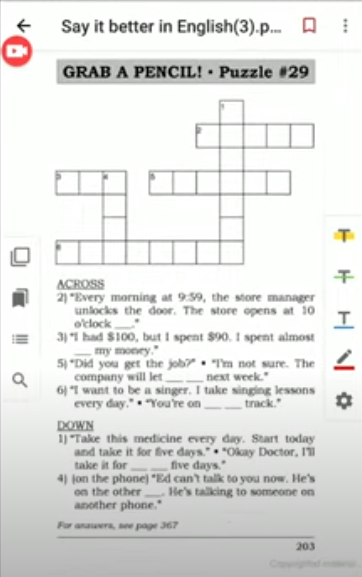 Say it better in English(3).p...
GRAB A PENCIL! • Puzzle #29
1
2
3
4
5
6
ACROSS
2) "Every morning at 9:59, the store manager
unlocks the door. The store opens at 10
o'clock ___."
3) "I had $100, but I spent $90. I spent almost
___ my money."
5) "Did you get the job?" • "I'm not sure. The
company will let ___ ___ next week."
6) "I want to be a singer. I take singing lessons
every day." • "You're on ___ ___ track."
DOWN
1) "Take this medicine every day. Start today
and take it for five days." • "Okay Doctor, I'll
take it for ___ ___ five days."
4) (on the phone) "Ed can't talk to you now. He's
on the other ___. He's talking to someone on
another phone."
For answers, see page 367
203
Copyrighted material